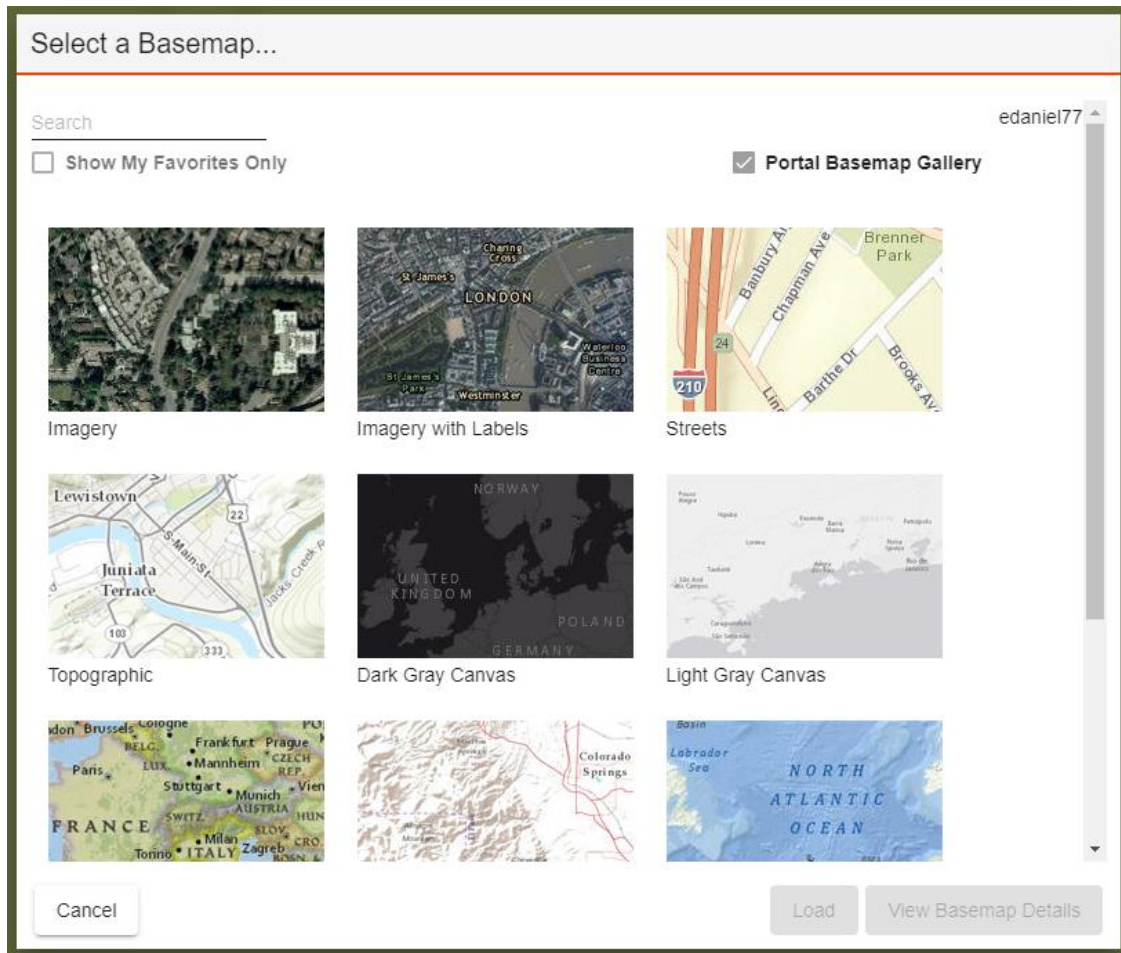 Select a Basemap...
Search
edaniel77
Show My Favorites Only
Portal Basemap Gallery
Charing
Cross
St James's
LONDON
Waterloo
Business
Centre
St James's
Park
Westminster
Brenner
Park
Banbury
Chapman Ave
24
210
Barthe Dr
Brooks Av
Imagery
Imagery with Labels
Streets
Lewistown
22
S-Main-St
Juniata
Terrace
Jacks-Creek R
103
333
NORWAY
UNITED
KINGDOM
POLAND
GERMANY
Rio de
Janeiro
Topographic
Dark Gray Canvas
Light Gray Canvas
Brussels
Cologne
BELG.
Frankfurt
Prague
Paris
LUX.
Mannheim
CZECH
REP.
Stuttgart
Munich
Vien
AUSTRIA
SWITZ.
HUN
FRANCE
SLOV.
Milan
Zagreb
CRO.
Torino
ITALY
Colorado
Springs
Basin
Labrador
Sea
NORTH
ATLANTIC
OCEAN
Cancel
Load
View Basemap Details